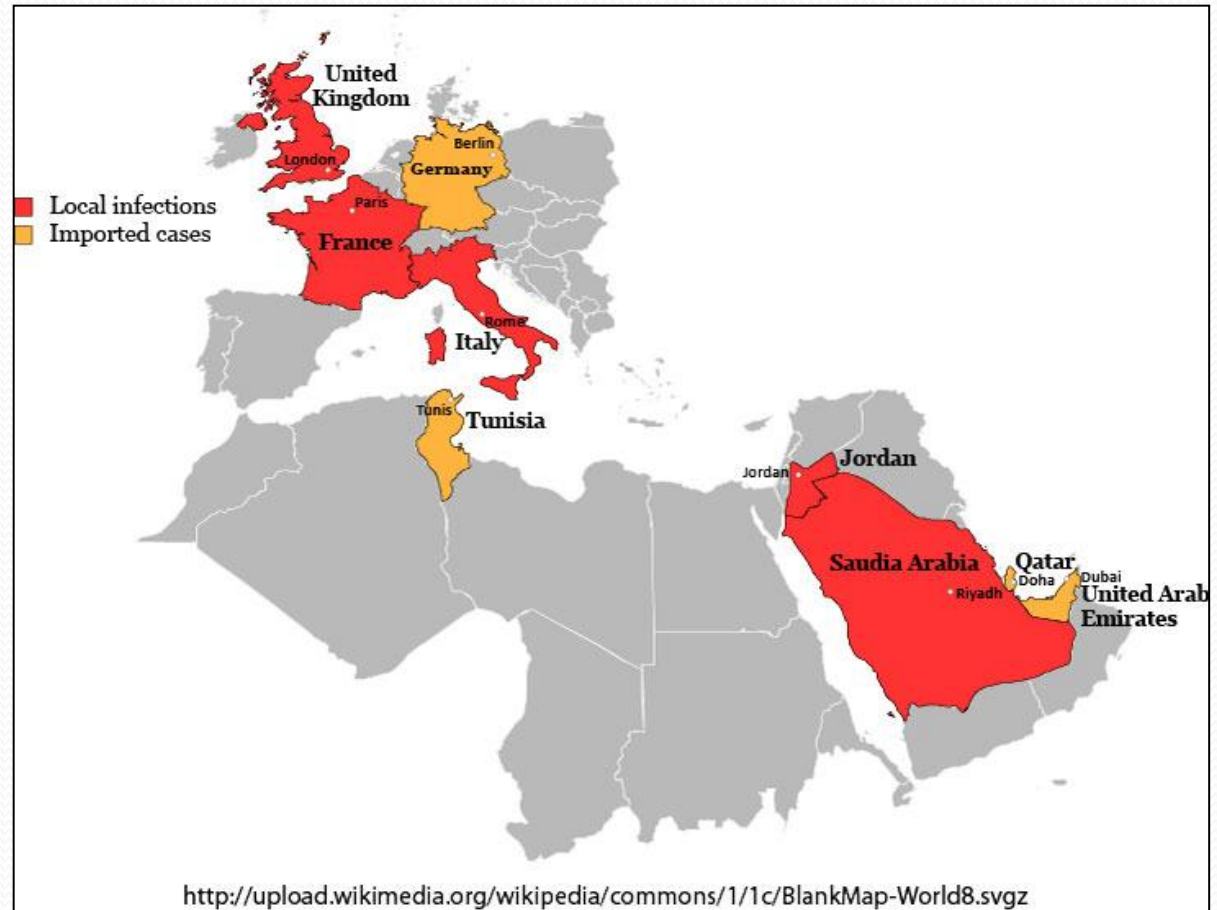 United
Kingdom
London
Berlin
Germany
Local infections
Imported cases
Paris
France
Rome
Italy
Tunis
Tunisia
Jordan
Jordan
Saudia Arabia
Riyadh
Qatar
Doha
Dubai
United Arab
Emirates
http://upload.wikimedia.org/wikipedia/commons/1/1c/BlankMap-World8.svgz